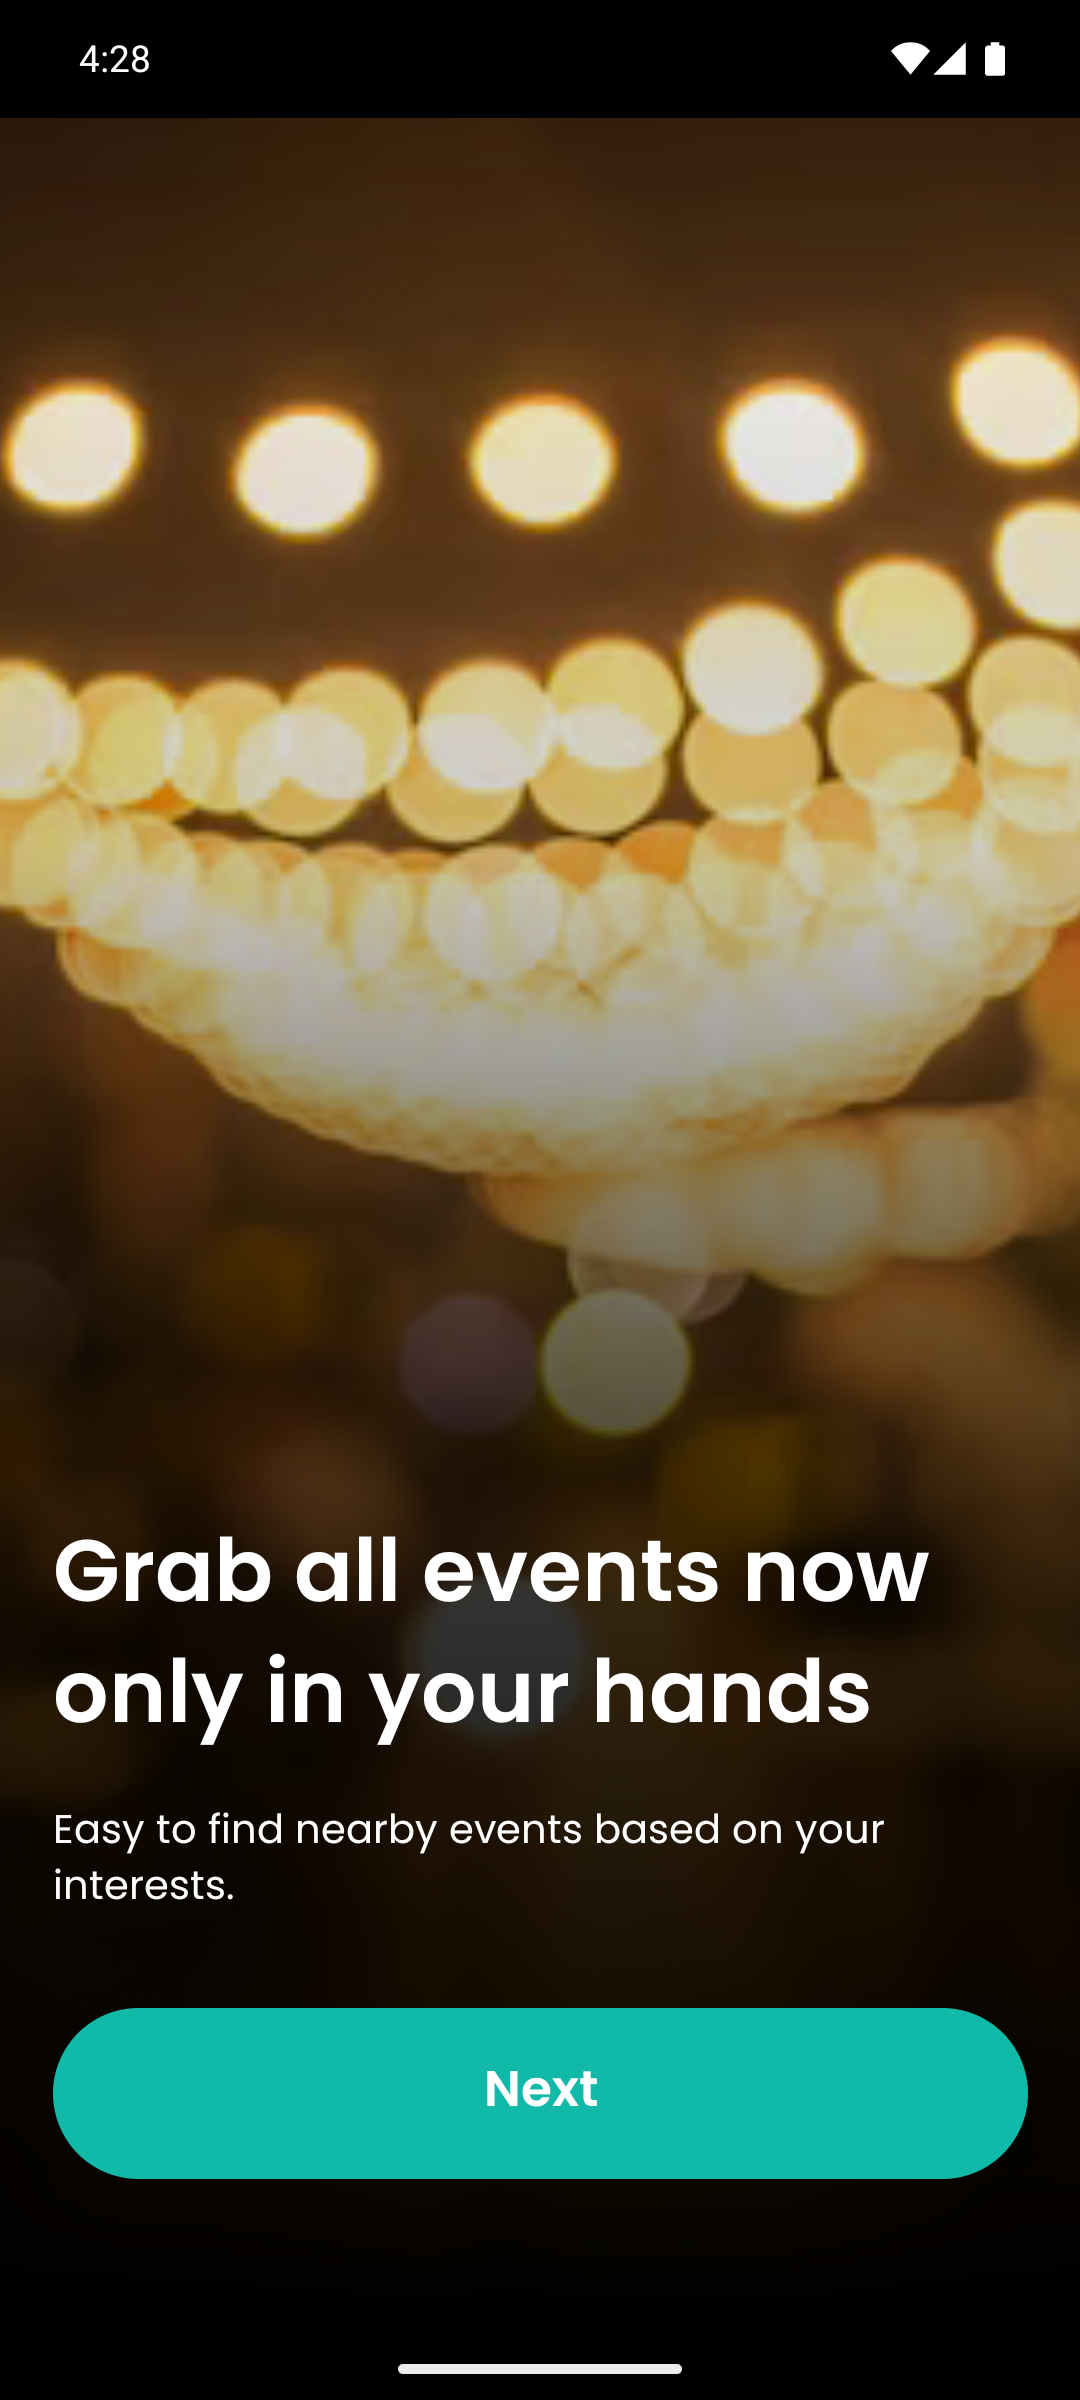 4:28
Grab all events now
only in your hands
Easy to find nearby events based on your
interests.
Next